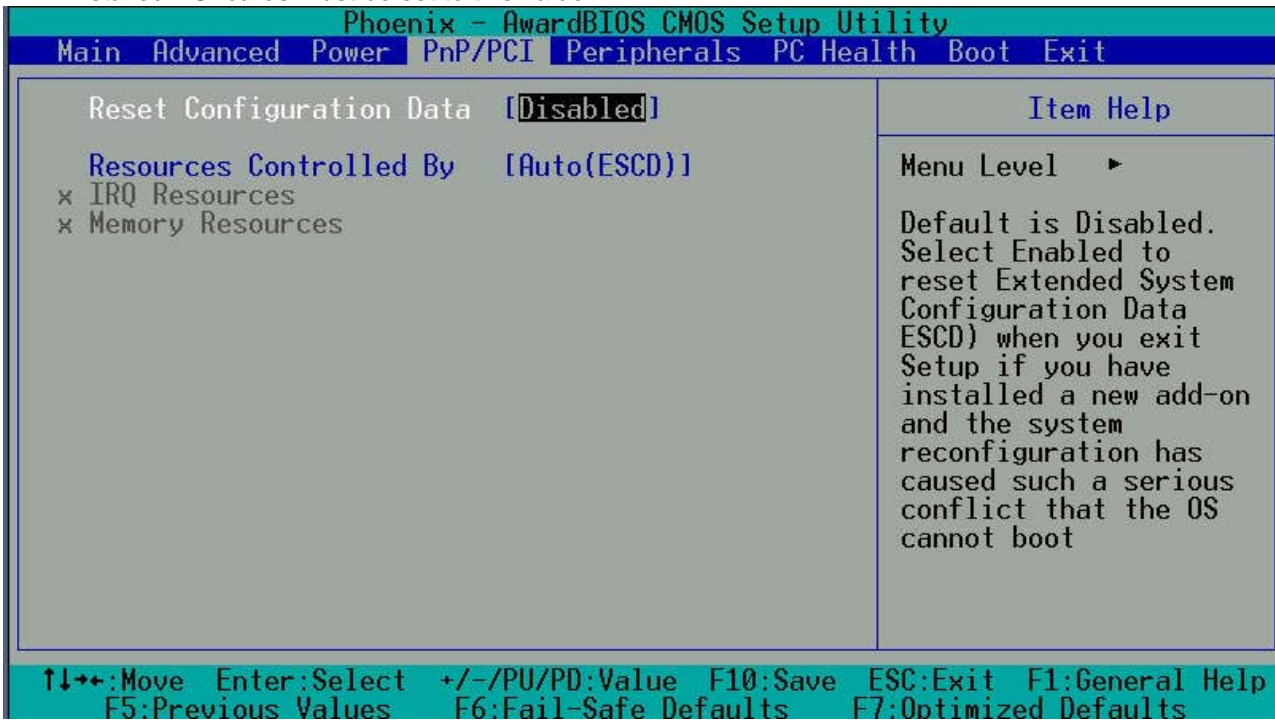 Phoenix - AwardBIOS CMOS Setup Utility
Main Advanced Power PnP/PCI Peripherals PC Health Boot Exit
Reset Configuration Data [Disabled]
Resources Controlled By [Auto(ESCD)]
x IRQ Resources
x Memory Resources
Item Help
Menu Level ►
Default is Disabled.
Select Enabled to
reset Extended System
Configuration Data
ESCD) when you exit
Setup if you have
installed a new add-on
and the system
reconfiguration has
caused such a serious
conflict that the OS
cannot boot
↑↓→←:Move Enter:Select +/-/PU/PD:Value F10:Save ESC:Exit F1:General Help
F5:Previous Values F6:Fail-Safe Defaults F7:Optimized Defaults